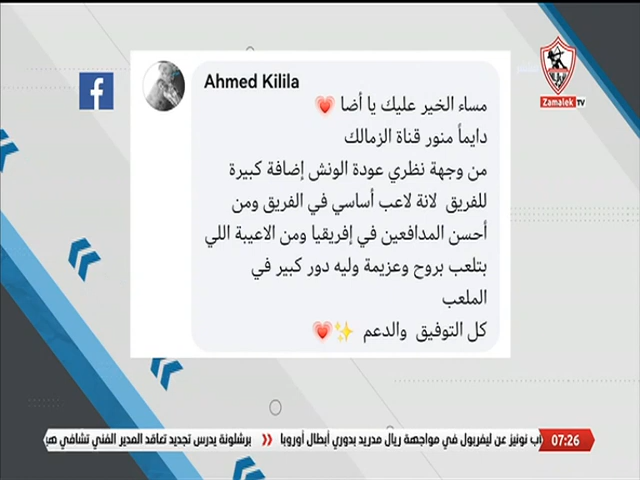 Ahmed Kilila
مساء الخير عليك يا أضا
دايماً منور قناة الزمالك
من وجهة نظري عودة الونش إضافة كبيرة
للفريق لانة لاعب أساسي في الفريق ومن
أحسن المدافعين في إفريقيا ومن الاعيبة اللي
بتلعب بروح وعزيمة وليه دور كبير في
الملعب
كل التوفيق والدعم ✨💗
Zamalek TV
07:26
اب نونيز عن ليفربول في مواجهة ريال مدريد بدوري أبطال أوروبا » برشلونة يدرس تجديد تعاقد المدير الفني تشافي هي